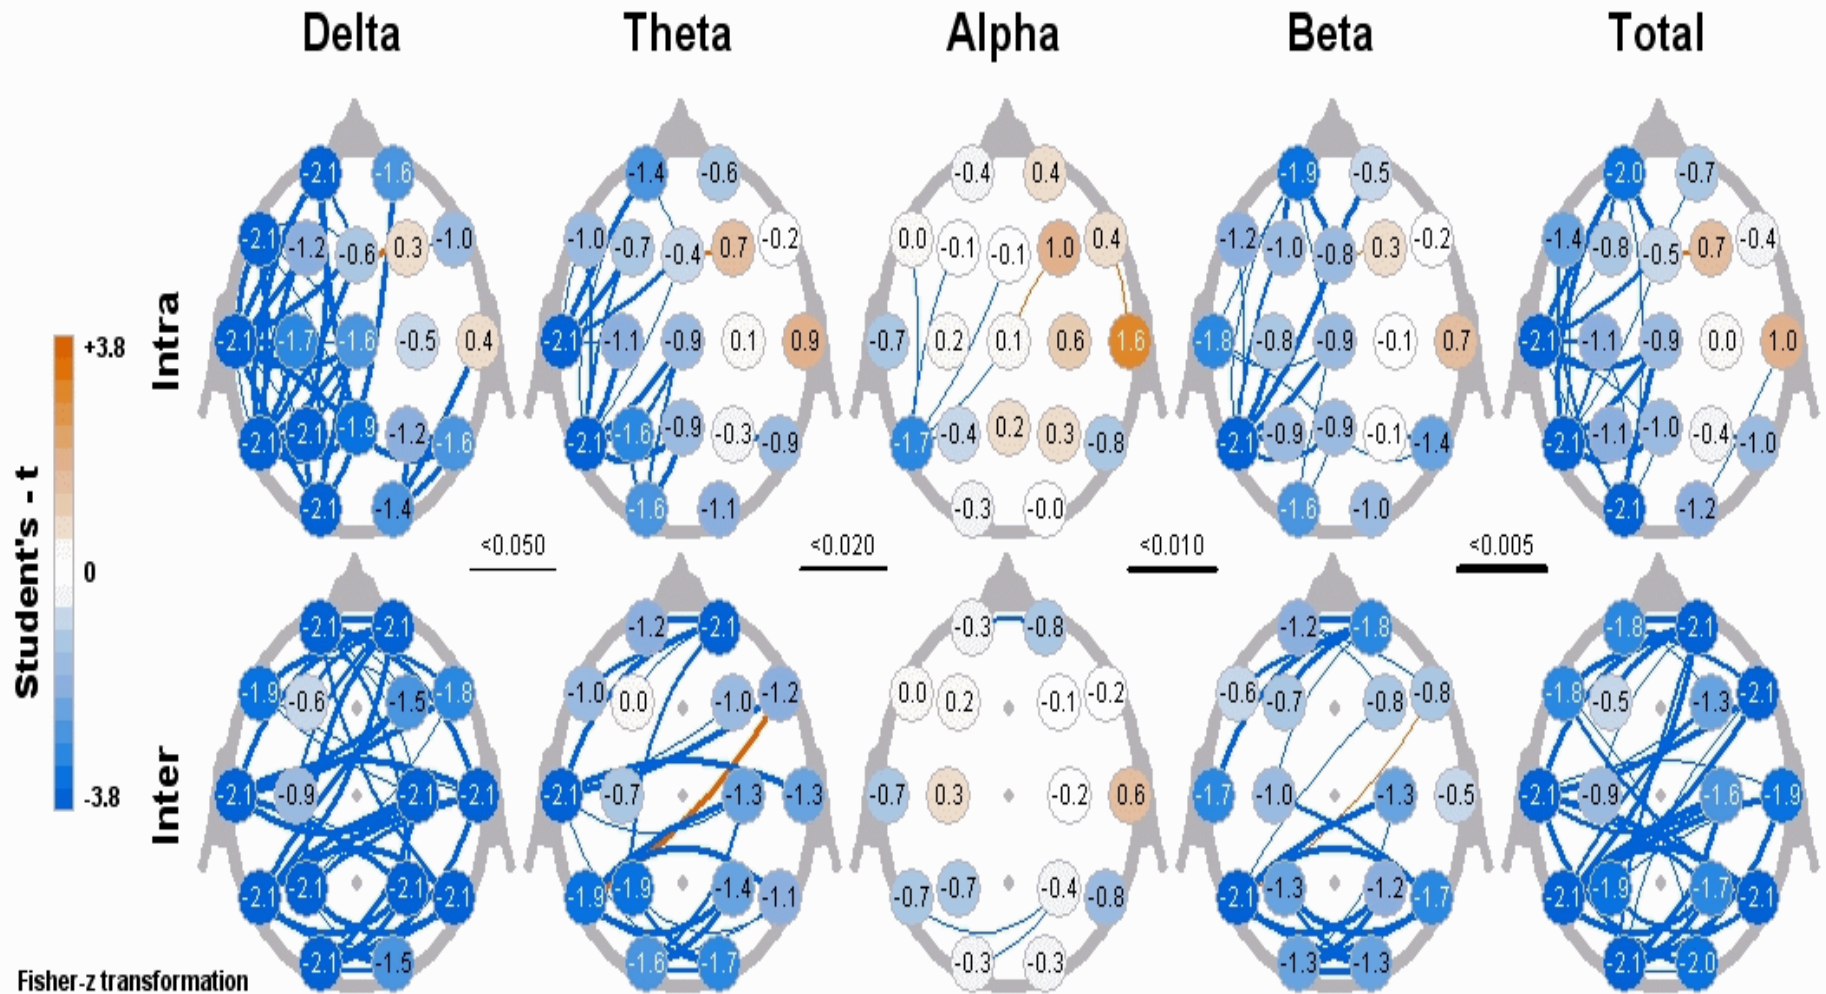 Delta Theta Alpha Beta Total
Intra
-2.1 -1.6 -1.4 -0.6 -0.4 0.4 -1.9 -0.5 -2.0 -0.7
-2.1 -1.2 -0.6 0.3 -1.0 -1.0 -0.7 -0.4 0.7 -0.2 0.0 -0.1 -0.1 1.0 0.4 -1.2 -1.0 -0.8 0.3 -0.2 -1.4 -0.8 -0.5 0.7 -0.4
-2.1 -1.7 -1.6 -0.5 0.4 -2.1 -1.1 -0.9 0.1 0.9 -0.7 0.2 0.1 0.6 1.6 -1.8 -0.8 -0.9 -0.1 0.7 -2.1 -1.1 -0.9 0.0 1.0
-2.1 -2.1 -1.9 -1.2 -1.6 -2.1 -1.6 -0.9 -0.3 -0.9 -1.7 -0.4 0.2 0.3 -0.8 -2.1 -0.9 -0.9 -0.1 -1.4 -2.1 -1.1 -1.0 -0.4 -1.0
-2.1 -1.4 -1.6 -1.1 -0.3 -0.0 -1.6 -1.0 -2.1 -1.2
<0.050 <0.020 <0.010 <0.005
Student's - t
+3.8
0
-3.8
Inter
-2.1 -2.1 -1.2 -2.1 -0.3 -0.8 -1.2 -1.8 -1.8 -2.1
-1.9 -0.6 -1.5 -1.8 -1.0 0.0 -1.0 -1.2 0.0 0.2 -0.1 -0.2 -0.6 -0.7 -0.8 -0.8 -1.8 -0.5 -1.3 -2.1
-2.1 -0.9 -2.1 -2.1 -2.1 -0.7 -1.3 -1.3 -0.7 0.3 -0.2 0.6 -1.7 -1.0 -1.3 -0.5 -2.1 -0.9 -1.6 -1.9
-2.1 -2.1 -2.1 -2.1 -1.9 -1.9 -1.4 -1.1 -0.7 -0.7 -0.4 -0.8 -2.1 -1.3 -1.2 -1.7 -2.1 -1.9 -1.7 -2.1
-2.1 -1.5 -1.6 -1.7 -0.3 -0.3 -1.3 -1.3 -2.1 -2.0
Fisher-z transformation